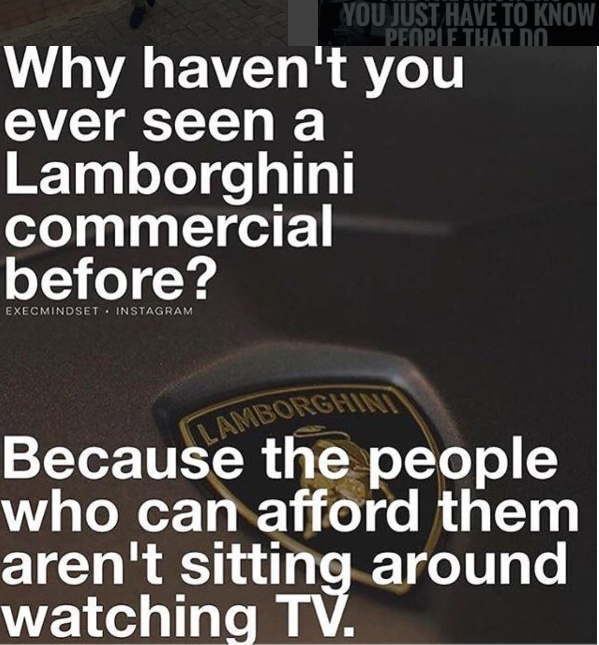 YOU JUST HAVE TO KNOW
PEOPLE THAT DO
Why haven't you
ever seen a
Lamborghini
commercial
before?
EXECMINDSET • INSTAGRAM
LAMBORGHINI
Because the people
who can afford them
aren't sitting around
watching TV.